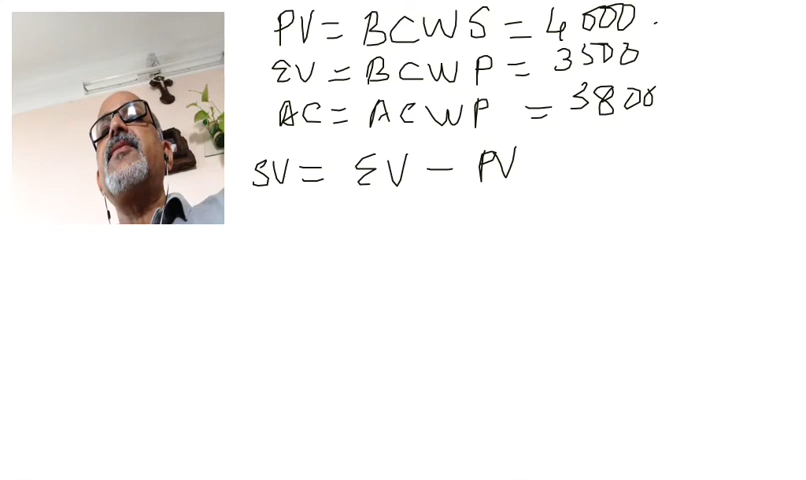 PV = BCWS = 4000.
EV = BCWP = 3500
AC = ACWP = 3800
SV = EV - PV